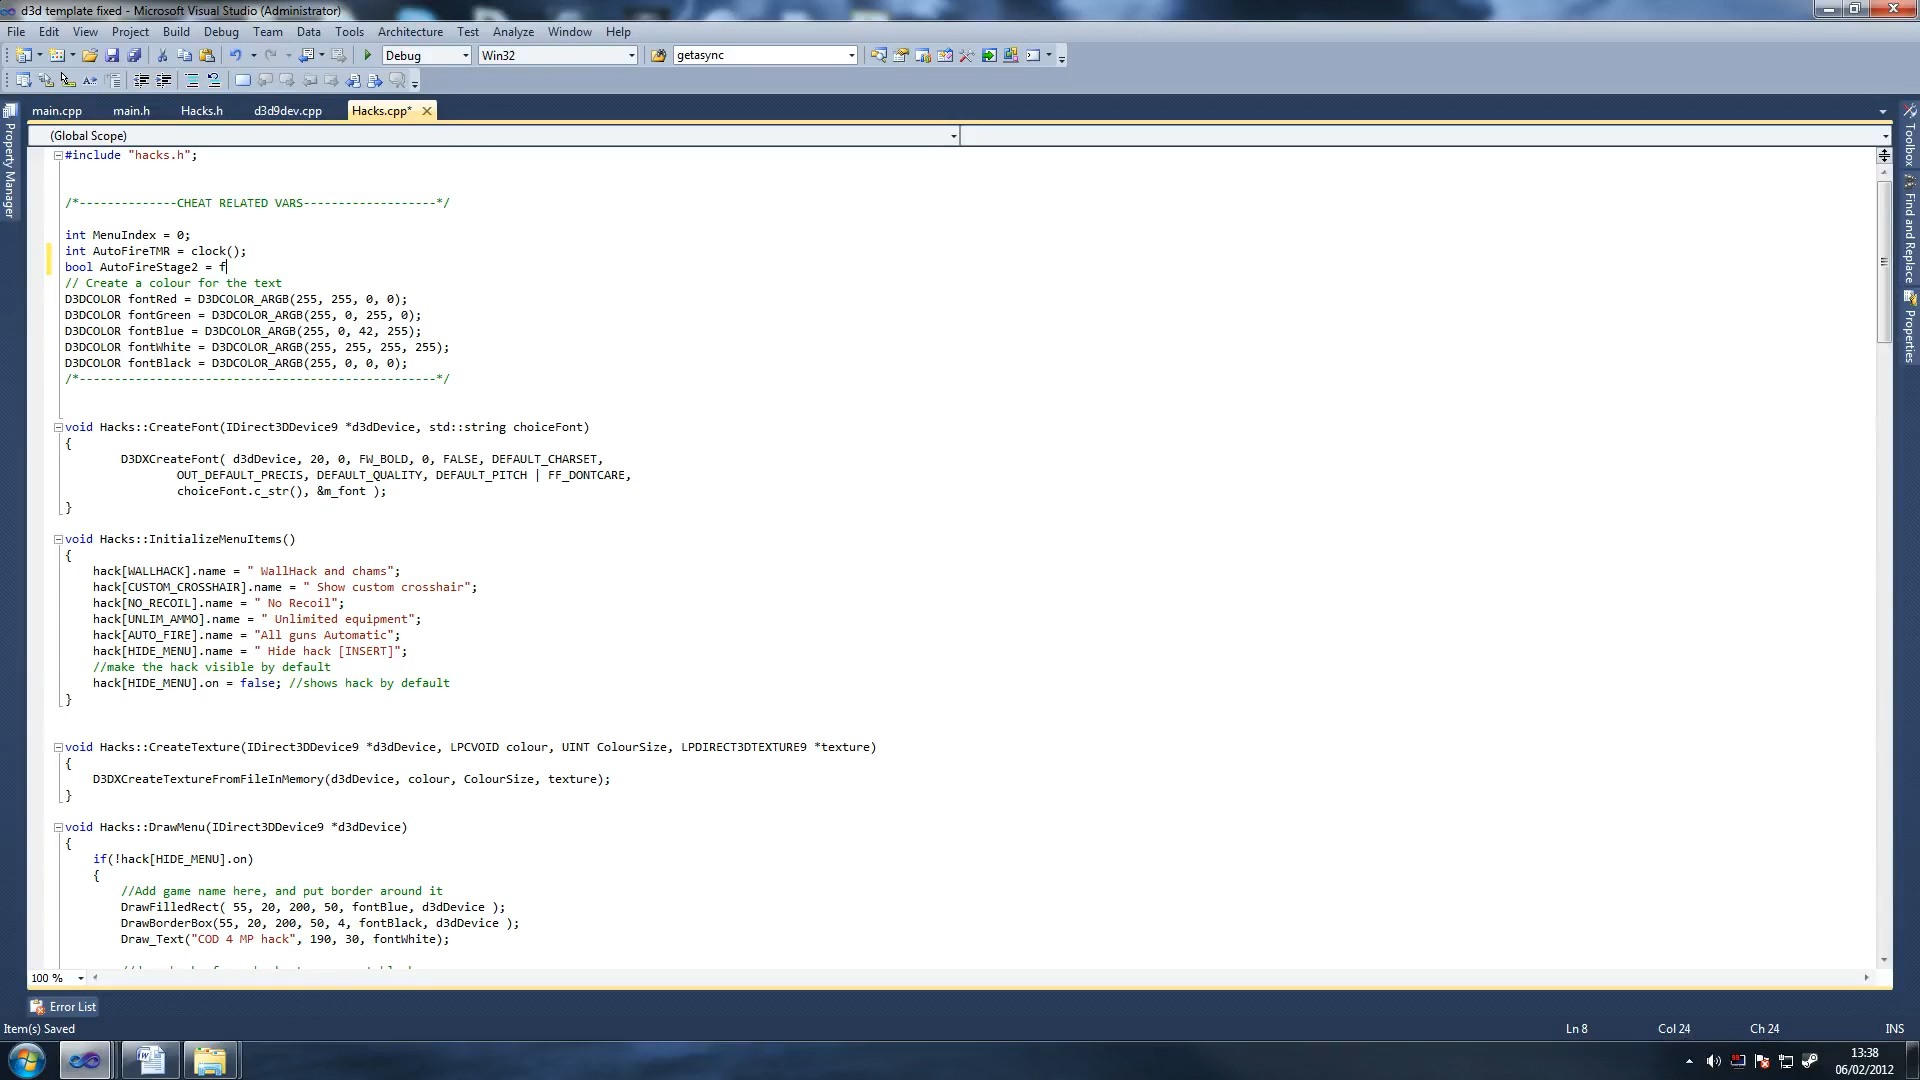 d3d template fixed - Microsoft Visual Studio (Administrator)
File Edit View Project Build Debug Team Data Tools Architecture Test Analyze Window Help
Debug Win32 getasync
main.cpp main.h Hacks.h d3d9dev.cpp Hacks.cpp*
(Global Scope)
Property Manager
Toolbox
Find and Replace
Properties
#include "hacks.h";
/*--------------CHEAT RELATED VARS-------------------*/
int MenuIndex = 0;
int AutoFireTMR = clock();
bool AutoFireStage2 = f
// Create a colour for the text
D3DCOLOR fontRed = D3DCOLOR_ARGB(255, 255, 0, 0);
D3DCOLOR fontGreen = D3DCOLOR_ARGB(255, 0, 255, 0);
D3DCOLOR fontBlue = D3DCOLOR_ARGB(255, 0, 42, 255);
D3DCOLOR fontWhite = D3DCOLOR_ARGB(255, 255, 255, 255);
D3DCOLOR fontBlack = D3DCOLOR_ARGB(255, 0, 0, 0);
/*---------------------------------------------------*/
void Hacks::CreateFont(IDirect3DDevice9 *d3dDevice, std::string choiceFont)
{
D3DXCreateFont( d3dDevice, 20, 0, FW_BOLD, 0, FALSE, DEFAULT_CHARSET,
OUT_DEFAULT_PRECIS, DEFAULT_QUALITY, DEFAULT_PITCH | FF_DONTCARE,
choiceFont.c_str(), &m_font );
}
void Hacks::InitializeMenuItems()
{
hack[WALLHACK].name = " WallHack and chams";
hack[CUSTOM_CROSSHAIR].name = " Show custom crosshair";
hack[NO_RECOIL].name = " No Recoil";
hack[UNLIM_AMMO].name = " Unlimited equipment";
hack[AUTO_FIRE].name = "All guns Automatic";
hack[HIDE_MENU].name = " Hide hack [INSERT]";
//make the hack visible by default
hack[HIDE_MENU].on = false; //shows hack by default
}
void Hacks::CreateTexture(IDirect3DDevice9 *d3dDevice, LPCVOID colour, UINT ColourSize, LPDIRECT3DTEXTURE9 *texture)
{
D3DXCreateTextureFromFileInMemory(d3dDevice, colour, ColourSize, texture);
}
void Hacks::DrawMenu(IDirect3DDevice9 *d3dDevice)
{
if(!hack[HIDE_MENU].on)
{
//Add game name here, and put border around it
DrawFilledRect( 55, 20, 200, 50, fontBlue, d3dDevice );
DrawBorderBox(55, 20, 200, 50, 4, fontBlack, d3dDevice );
Draw_Text("COD 4 MP hack", 190, 30, fontWhite);
100 %
Error List
Item(s) Saved Ln 8 Col 24 Ch 24 INS
13:38
06/02/2012